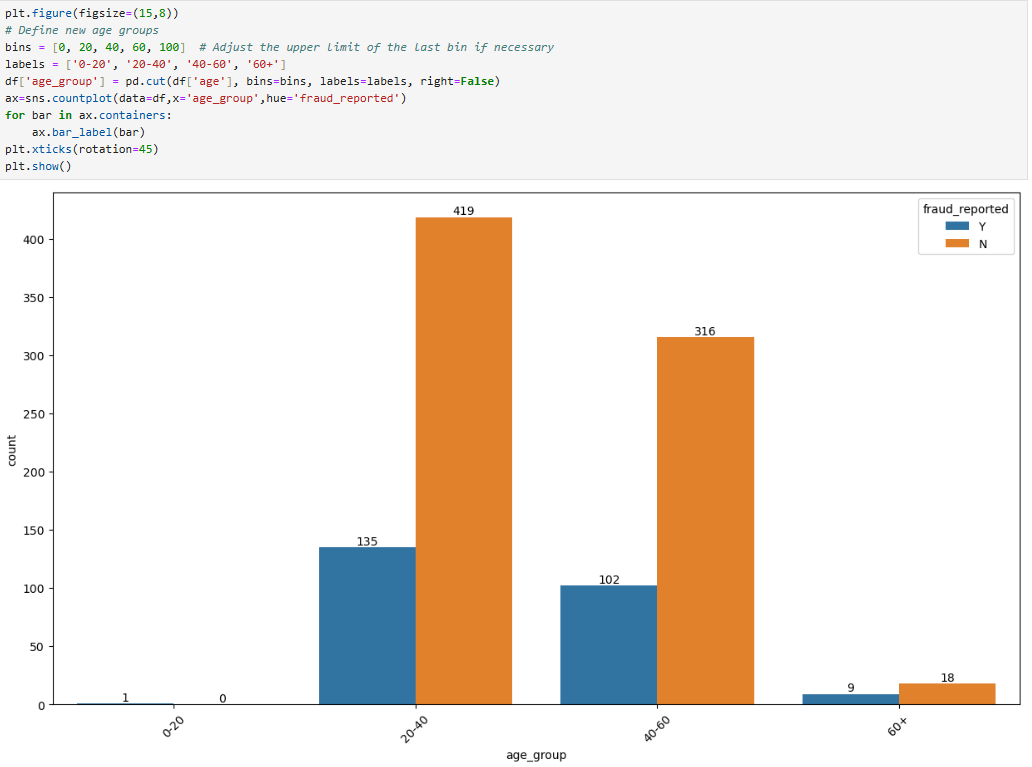 plt.figure(figsize=(15,8))
# Define new age groups
bins = [0, 20, 40, 60, 100]  # Adjust the upper limit of the last bin if necessary
labels = ['0-20', '20-40', '40-60', '60+']
df['age_group'] = pd.cut(df['age'], bins=bins, labels=labels, right=False)
ax=sns.countplot(data=df,x='age_group',hue='fraud_reported')
for bar in ax.containers:
    ax.bar_label(bar)
plt.xticks(rotation=45)
plt.show()
fraud_reported
Y
N
419
316
135
102
1
0
9
18
400
350
300
250
200
150
100
50
0
count
0-20
20-40
40-60
60+
age_group